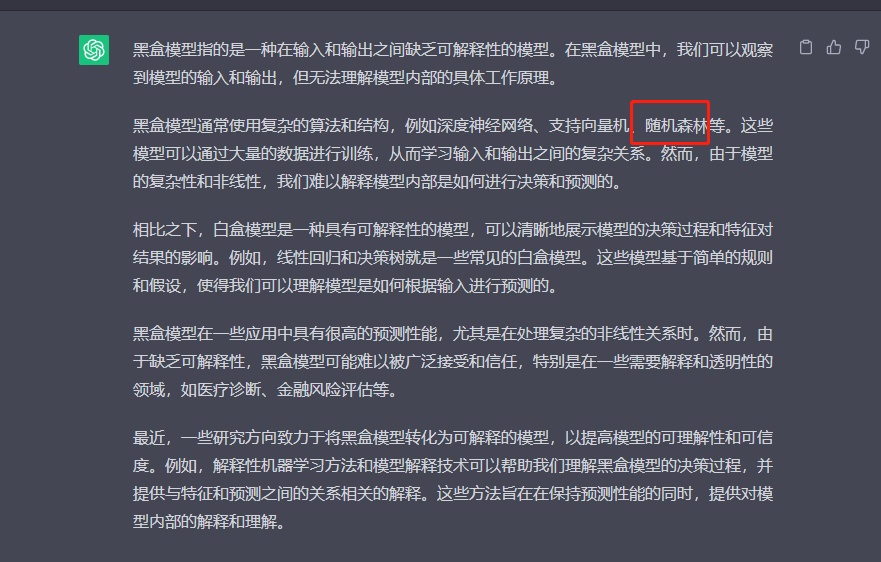 黑盒模型指的是一种在输入和输出之间缺乏可解释性的模型。在黑盒模型中，我们可以观察
到模型的输入和输出，但无法理解模型内部的具体工作原理。
黑盒模型通常使用复杂的算法和结构，例如深度神经网络、支持向量机、随机森林等。这些
模型可以通过大量的数据进行训练，从而学习输入和输出之间的复杂关系。然而，由于模型
的复杂性和非线性，我们难以解释模型内部是如何进行决策和预测的。
相比之下，白盒模型是一种具有可解释性的模型，可以清晰地展示模型的决策过程和特征对
结果的影响。例如，线性回归和决策树就是一些常见的白盒模型。这些模型基于简单的规则
和假设，使得我们可以理解模型是如何根据输入进行预测的。
黑盒模型在一些应用中具有很高的预测性能，尤其是在处理复杂的非线性关系时。然而，由
于缺乏可解释性，黑盒模型可能难以被广泛接受和信任，特别是在一些需要解释和透明性的
领域，如医疗诊断、金融风险评估等。
最近，一些研究方向致力于将黑盒模型转化为可解释的模型，以提高模型的可理解性和可信
度。例如，解释性机器学习方法和模型解释技术可以帮助我们理解黑盒模型的决策过程，并
提供与特征和预测之间的关系相关的解释。这些方法旨在在保持预测性能的同时，提供对模
型内部的解释和理解。